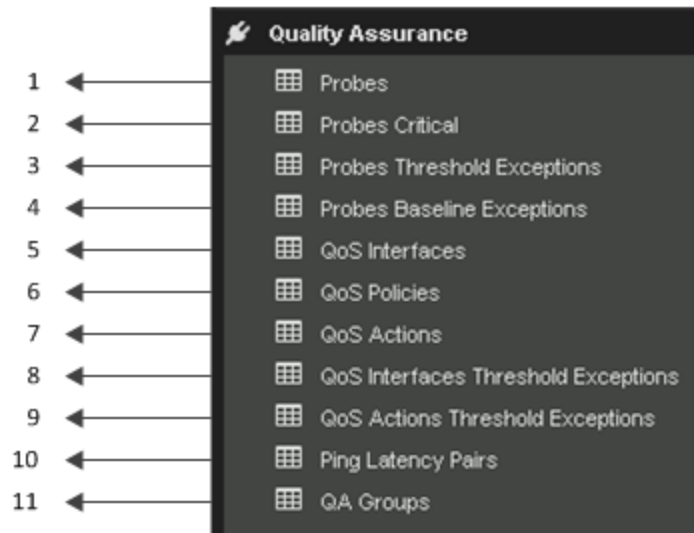 Quality Assurance
1 Probes
2 Probes Critical
3 Probes Threshold Exceptions
4 Probes Baseline Exceptions
5 QoS Interfaces
6 QoS Policies
7 QoS Actions
8 QoS Interfaces Threshold Exceptions
9 QoS Actions Threshold Exceptions
10 Ping Latency Pairs
11 QA Groups